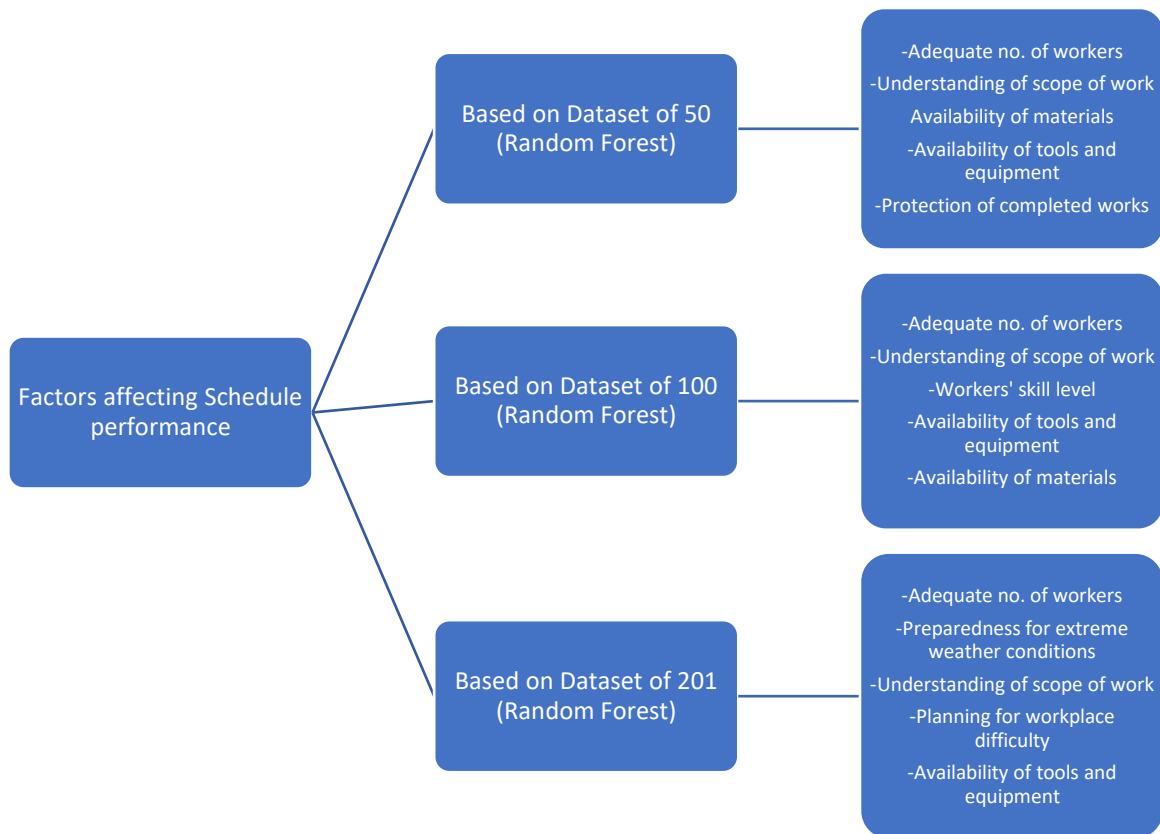 Factors affecting Schedule
performance
Based on Dataset of 50
(Random Forest)
-Adequate no. of workers
-Understanding of scope of work
Availability of materials
-Availability of tools and
equipment
-Protection of completed works
Based on Dataset of 100
(Random Forest)
-Adequate no. of workers
-Understanding of scope of work
-Workers' skill level
-Availability of tools and
equipment
-Availability of materials
Based on Dataset of 201
(Random Forest)
-Adequate no. of workers
-Preparedness for extreme
weather conditions
-Understanding of scope of work
-Planning for workplace
difficulty
-Availability of tools and
equipment